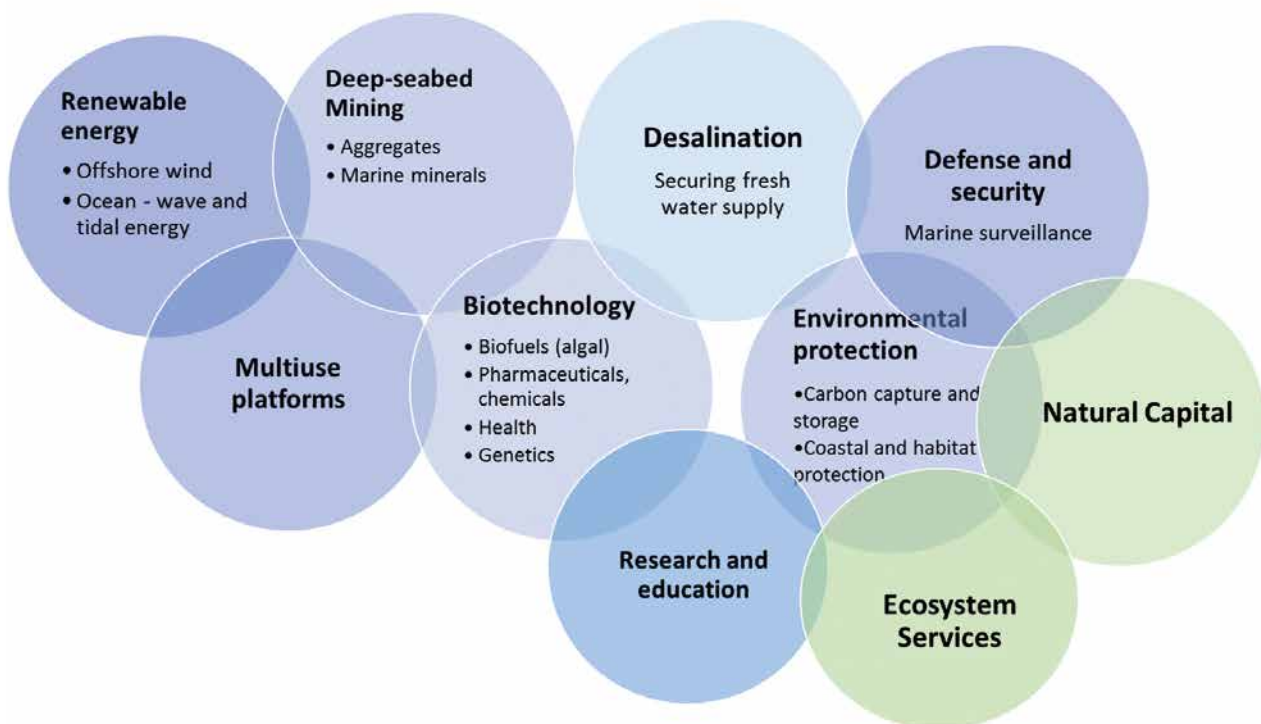 Renewable
energy
• Offshore wind
• Ocean - wave and
tidal energy
Deep-seabed
Mining
• Aggregates
• Marine minerals
Desalination
Securing fresh
water supply
Defense and
security
Marine surveillance
Multiuse
platforms
Biotechnology
• Biofuels (algal)
• Pharmaceuticals,
chemicals
• Health
• Genetics
Environmental
protection
•Carbon capture and
storage
•Coastal and habitat
protection
Natural Capital
Research and
education
Ecosystem
Services